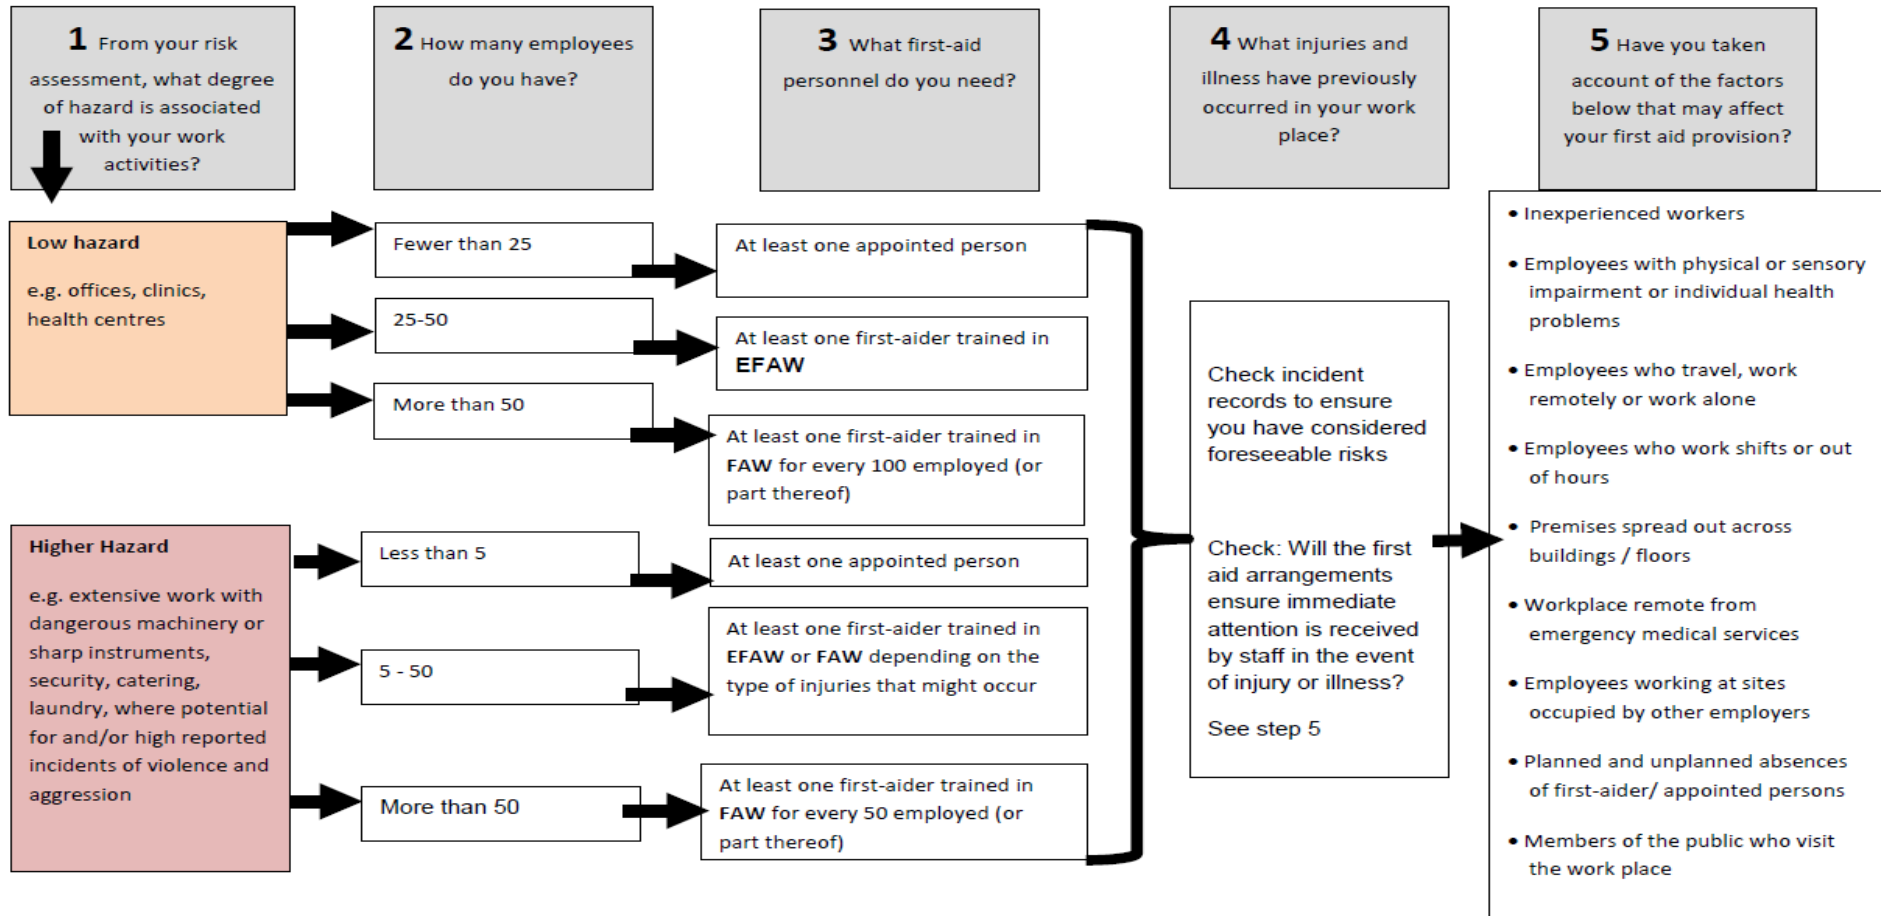 1 From your risk
assessment, what degree
of hazard is associated
with your work
activities?
2 How many employees
do you have?
3 What first-aid
personnel do you need?
4 What injuries and
illness have previously
occurred in your work
place?
5 Have you taken
account of the factors
below that may affect
your first aid provision?
Low hazard
e.g. offices, clinics,
health centres
Fewer than 25
At least one appointed person
25-50
At least one first-aider trained in
EFAW
More than 50
At least one first-aider trained in
FAW for every 100 employed (or
part thereof)
Higher Hazard
e.g. extensive work with
dangerous machinery or
sharp instruments,
security, catering,
laundry, where potential
for and/or high reported
incidents of violence and
aggression
Less than 5
At least one appointed person
5 - 50
At least one first-aider trained in
EFAW or FAW depending on the
type of injuries that might occur
More than 50
At least one first-aider trained in
FAW for every 50 employed (or
part thereof)
Check incident
records to ensure
you have considered
foreseeable risks
Check: Will the first
aid arrangements
ensure immediate
attention is received
by staff in the event
of injury or illness?
See step 5
• Inexperienced workers
• Employees with physical or sensory
impairment or individual health
problems
• Employees who travel, work
remotely or work alone
• Employees who work shifts or out
of hours
• Premises spread out across
buildings / floors
• Workplace remote from
emergency medical services
• Employees working at sites
occupied by other employers
• Planned and unplanned absences
of first-aider/ appointed persons
• Members of the public who visit
the work place